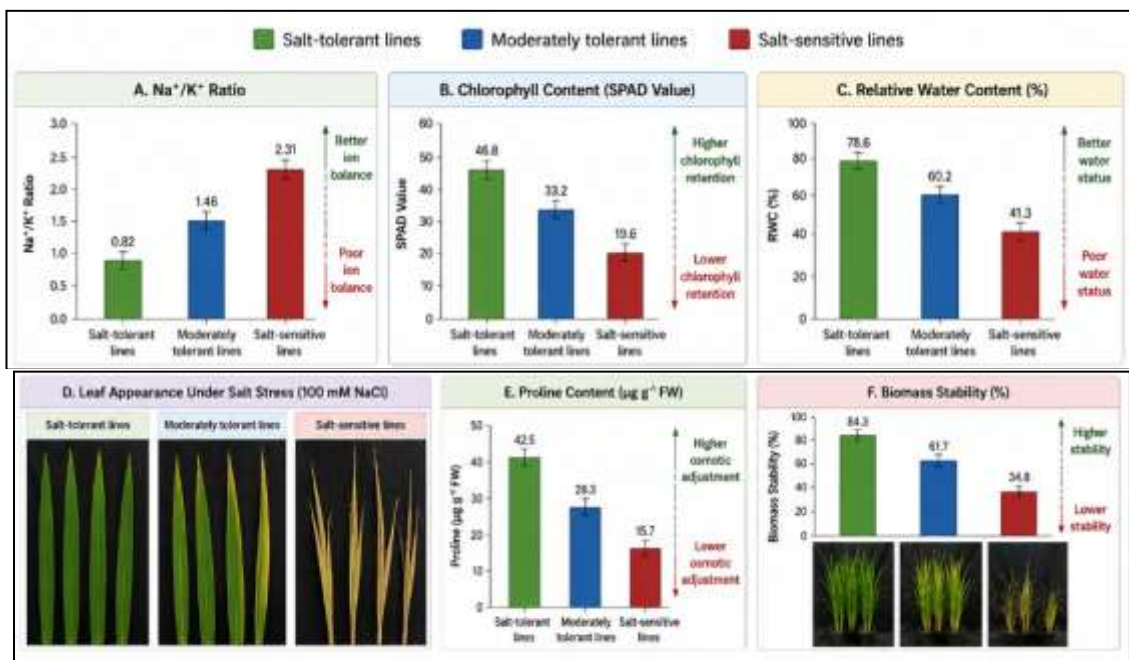 Salt-tolerant lines
Moderately tolerant lines
Salt-sensitive lines
A. Na⁺/K⁺ Ratio
Na⁺/K⁺ Ratio
3.0
2.5
2.0
1.5
1.0
0.5
0.0
0.82
1.46
2.31
Salt-tolerant
lines
Moderately
tolerant lines
Salt-sensitive
lines
Better
ion
balance
Poor
ion
balance
B. Chlorophyll Content (SPAD Value)
SPAD Value
60
50
40
30
20
10
0
46.8
33.2
19.6
Salt-tolerant
lines
Moderately
tolerant lines
Salt-sensitive
lines
Higher
chlorophyll
retention
Lower
chlorophyll
retention
C. Relative Water Content (%)
RWC (%)
100
80
60
40
20
0
78.6
60.2
41.3
Salt-tolerant
lines
Moderately
tolerant lines
Salt-sensitive
lines
Better
water
status
Poor
water
status
D. Leaf Appearance Under Salt Stress (100 mM NaCl)
Salt-tolerant lines
Moderately tolerant lines
Salt-sensitive lines
E. Proline Content (µg g⁻¹ FW)
Proline (µg g⁻¹ FW)
50
40
30
20
10
0
42.5
28.3
15.7
Salt-tolerant
lines
Moderately
tolerant lines
Salt-sensitive
lines
Higher
osmotic
adjustment
Lower
osmotic
adjustment
F. Biomass Stability (%)
Biomass Stability (%)
100
80
60
40
20
0
84.3
61.7
34.8
Higher
stability
Lower
stability